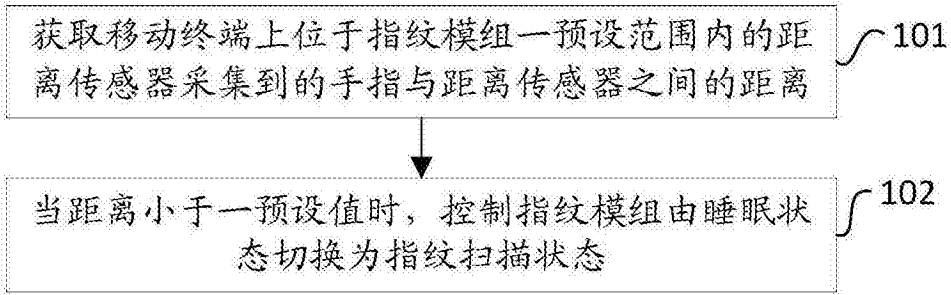 获取移动终端上位于指纹模组一预设范围内的距
离传感器采集到的手指与距离传感器之间的距离
101
当距离小于一预设值时，控制指纹模组由睡眠状
态切换为指纹扫描状态
102